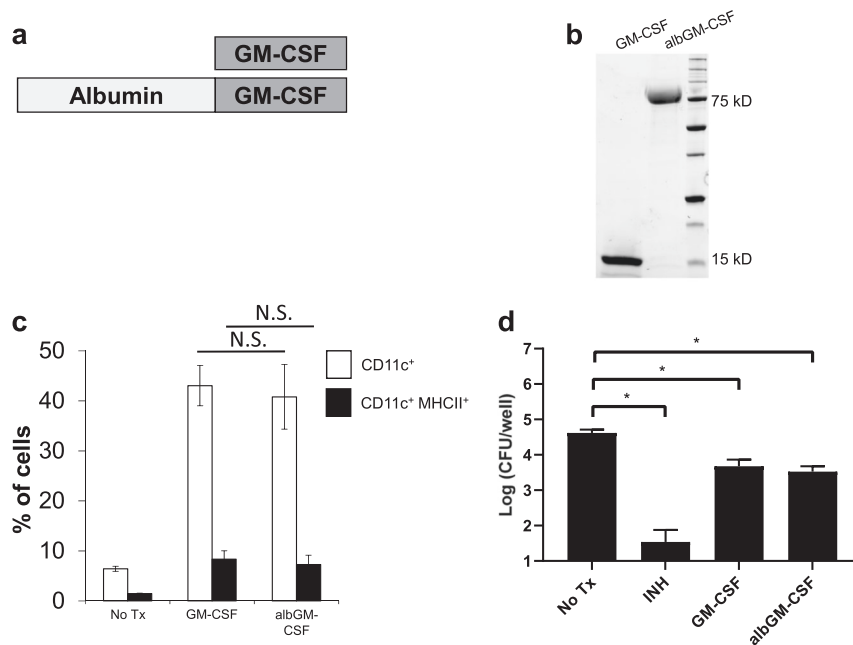 a
GM-CSF
Albumin
GM-CSF
b
GM-CSF
albGM-CSF
75 kD
15 kD
c
N.S.
N.S.
50
40
30
20
10
0
% of cells
CD11c⁺
CD11c⁺ MHCII⁺
No Tx
GM-CSF
albGM-
CSF
d
*
*
*
7
6
5
4
3
2
1
Log (CFU/well)
No Tx
INH
GM-CSF
albGM-CSF